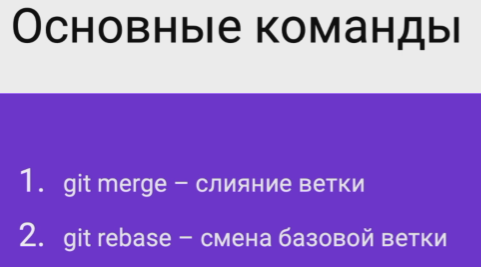 Основные команды
1. git merge – слияние ветки
2. git rebase – смена базовой ветки